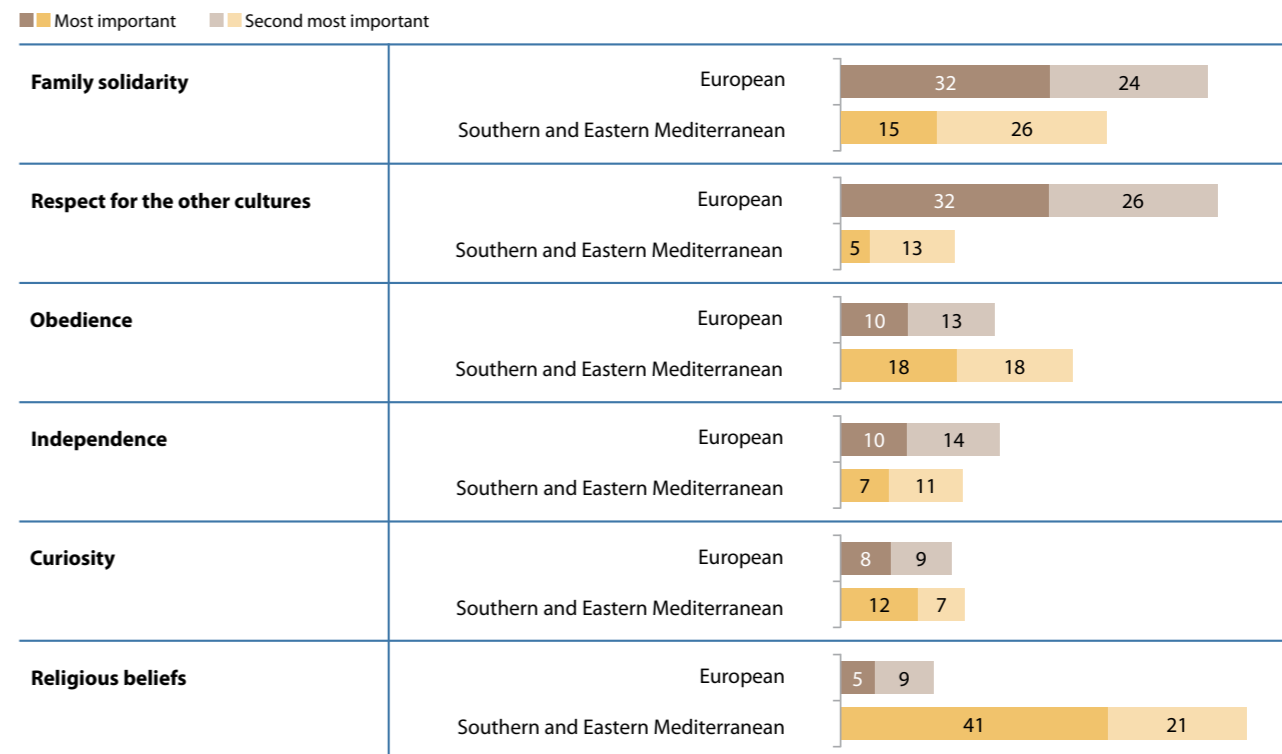 Most important Second most important
Family solidarity
European 32 24
Southern and Eastern Mediterranean 15 26
Respect for the other cultures
European 32 26
Southern and Eastern Mediterranean 5 13
Obedience
European 10 13
Southern and Eastern Mediterranean 18 18
Independence
European 10 14
Southern and Eastern Mediterranean 7 11
Curiosity
European 8 9
Southern and Eastern Mediterranean 12 7
Religious beliefs
European 5 9
Southern and Eastern Mediterranean 41 21